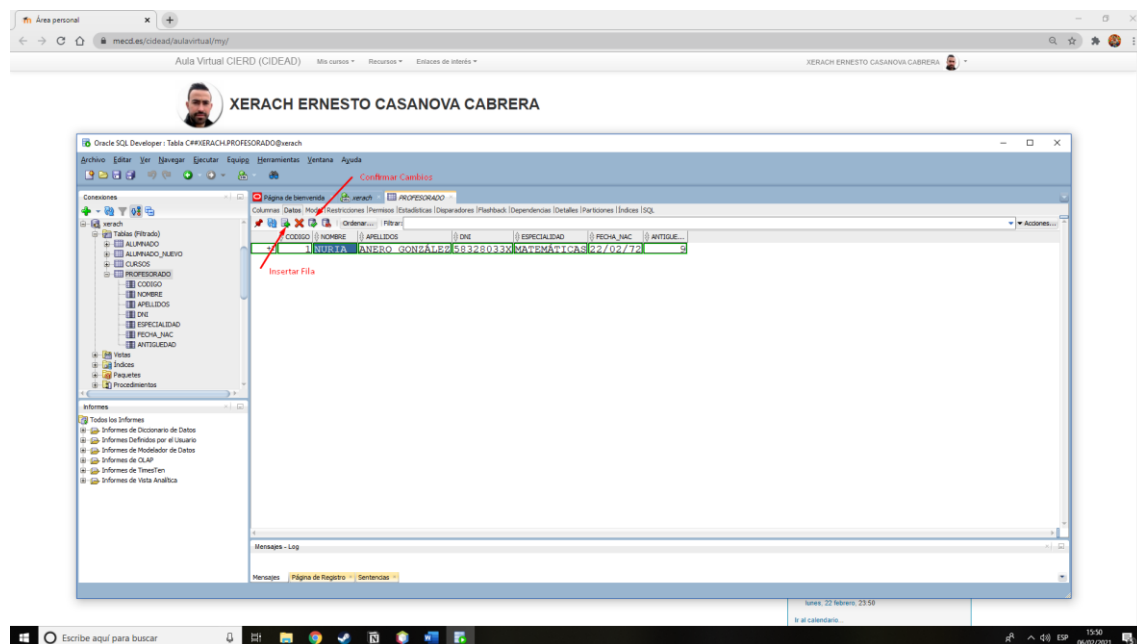 Área personal
mecd.es/cidead/aulavirtual/my/
Aula Virtual CIERD (CIDEAD) Mis cursos Recursos Enlaces de interés XERACH ERNESTO CASANOVA CABRERA
XERACH ERNESTO CASANOVA CABRERA
Oracle SQL Developer : Tabla C##XERACH.PROFESORADO@xerach
Archivo Editar Ver Navegar Ejecutar Equipo Herramientas Ventana Ayuda
Confirmar Cambios
Conexiones
Página de bienvenida xerach PROFESORADO
Columnas Datos Model Restricciones Permisos Estadísticas Disparadores Flashback Dependencias Detalles Particiones Índices SQL
Ordenar... Filtrar: Acciones...
CODIGO NOMBRE APELLIDOS DNI ESPECIALIDAD FECHA_NAC ANTIGUE...
1 NURIA ANERO GONZÁLEZ 58328033X MATEMÁTICAS 22/02/72 9
Insertar Fila
xerach
Tablas (Filtrado)
ALUMNADO
ALUMNADO_NUEVO
CURSOS
PROFESORADO
CODIGO
NOMBRE
APELLIDOS
DNI
ESPECIALIDAD
FECHA_NAC
ANTIGUEDAD
Vistas
Índices
Paquetes
Procedimientos
Informes
Todos los Informes
Informes de Diccionario de Datos
Informes Definidos por el Usuario
Informes de Modelador de Datos
Informes de OLAP
Informes de TimesTen
Informes de Vista Analítica
Mensajes - Log
Mensajes Página de Registro Sentencias
lunes, 22 febrero, 23:50
Ir al calendario...
Escribe aquí para buscar
ESP 15:50
06/02/2021